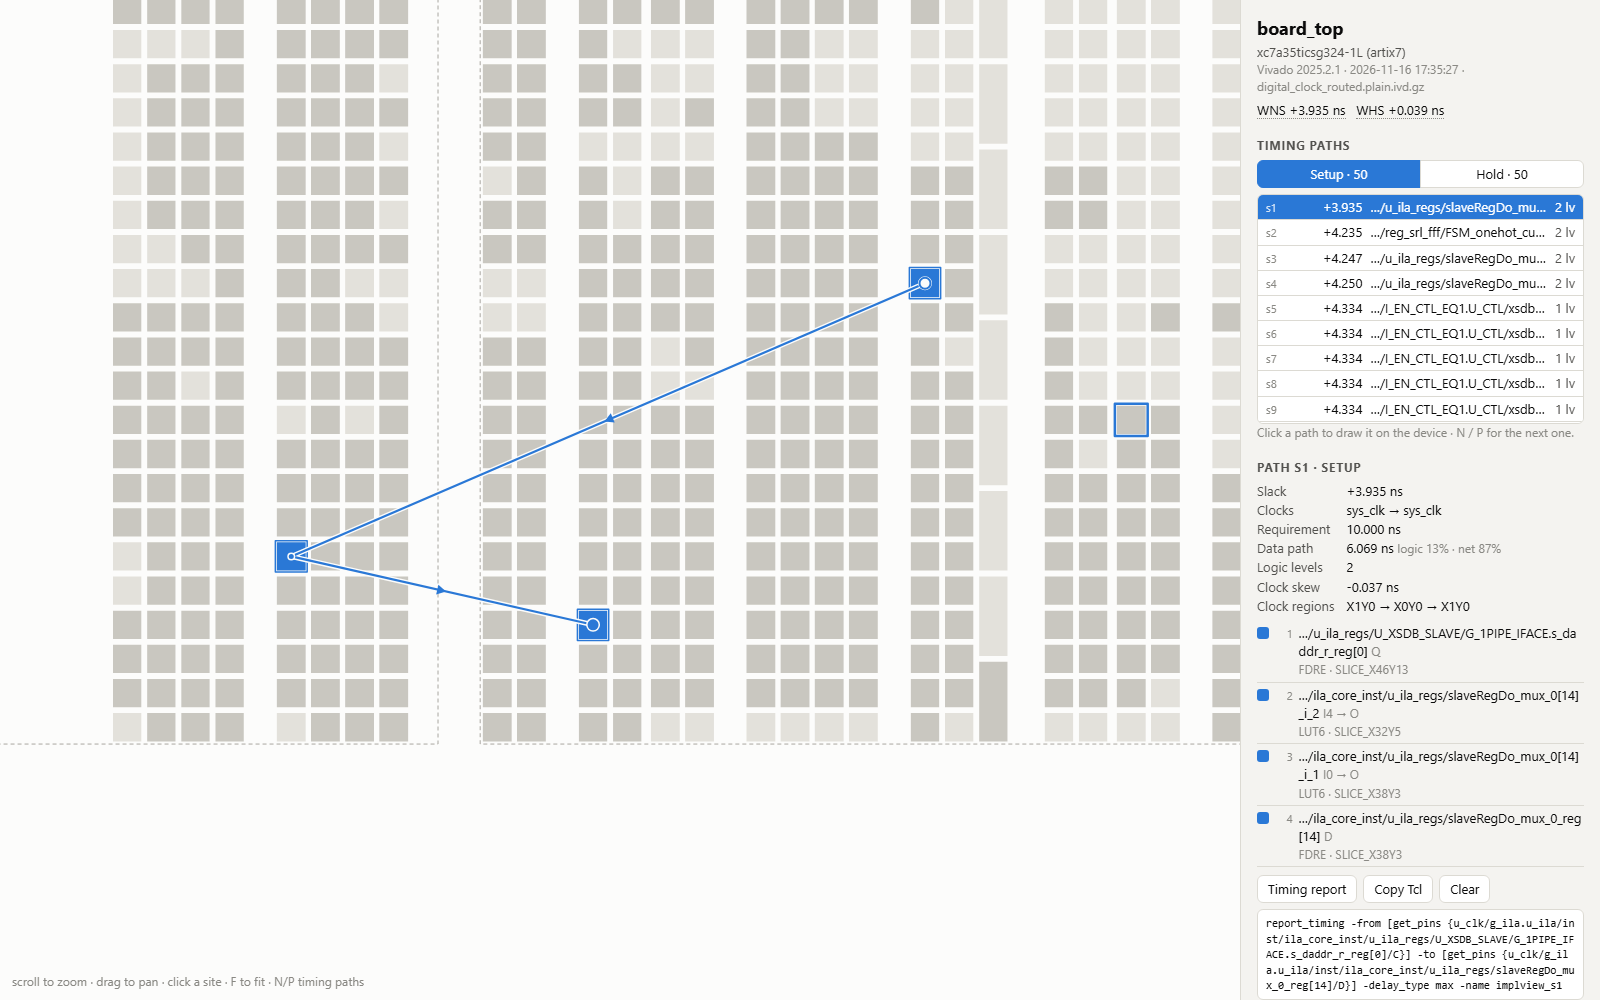 board_top
xc7a35ticsg324-1L (artix7)
Vivado 2025.2.1 · 2026-11-16 17:35:27 ·
digital_clock_routed.plain.ivd.gz
WNS +3.935 ns WHS +0.039 ns
TIMING PATHS
Setup · 50 Hold · 50
s1 +3.935 .../u_ila_regs/slaveRegDo_mu... 2 lv
s2 +4.235 .../reg_srl_fff/FSM_onehot_cu... 2 lv
s3 +4.247 .../u_ila_regs/slaveRegDo_mu... 2 lv
s4 +4.250 .../u_ila_regs/slaveRegDo_mu... 2 lv
s5 +4.334 .../I_EN_CTL_EQ1.U_CTL/xsdb... 1 lv
s6 +4.334 .../I_EN_CTL_EQ1.U_CTL/xsdb... 1 lv
s7 +4.334 .../I_EN_CTL_EQ1.U_CTL/xsdb... 1 lv
s8 +4.334 .../I_EN_CTL_EQ1.U_CTL/xsdb... 1 lv
s9 +4.334 .../I_EN_CTL_EQ1.U_CTL/xsdb... 1 lv
Click a path to draw it on the device · N / P for the next one.
PATH S1 · SETUP
Slack +3.935 ns
Clocks sys_clk → sys_clk
Requirement 10.000 ns
Data path 6.069 ns logic 13% · net 87%
Logic levels 2
Clock skew -0.037 ns
Clock regions X1Y0 → X0Y0 → X1Y0
1 .../u_ila_regs/U_XSDB_SLAVE/G_1PIPE_IFACE.s_da
ddr_r_reg[0] Q
FDRE · SLICE_X46Y13
2 .../ila_core_inst/u_ila_regs/slaveRegDo_mux_0[14]
_i_2 I4 → O
LUT6 · SLICE_X32Y5
3 .../ila_core_inst/u_ila_regs/slaveRegDo_mux_0[14]
_i_1 I0 → O
LUT6 · SLICE_X38Y3
4 .../ila_core_inst/u_ila_regs/slaveRegDo_mux_0_reg
[14] D
FDRE · SLICE_X38Y3
Timing report Copy Tcl Clear
report_timing -from [get_pins {u_clk/g_ila.u_ila/in
st/ila_core_inst/u_ila_regs/U_XSDB_SLAVE/G_1PIPE_IF
ACE.s_daddr_r_reg[0]/C}] -to [get_pins {u_clk/g_il
a.u_ila/inst/ila_core_inst/u_ila_regs/slaveRegDo_mu
x_0_reg[14]/D}] -delay_type max -name implview_s1
scroll to zoom · drag to pan · click a site · F to fit · N/P timing paths